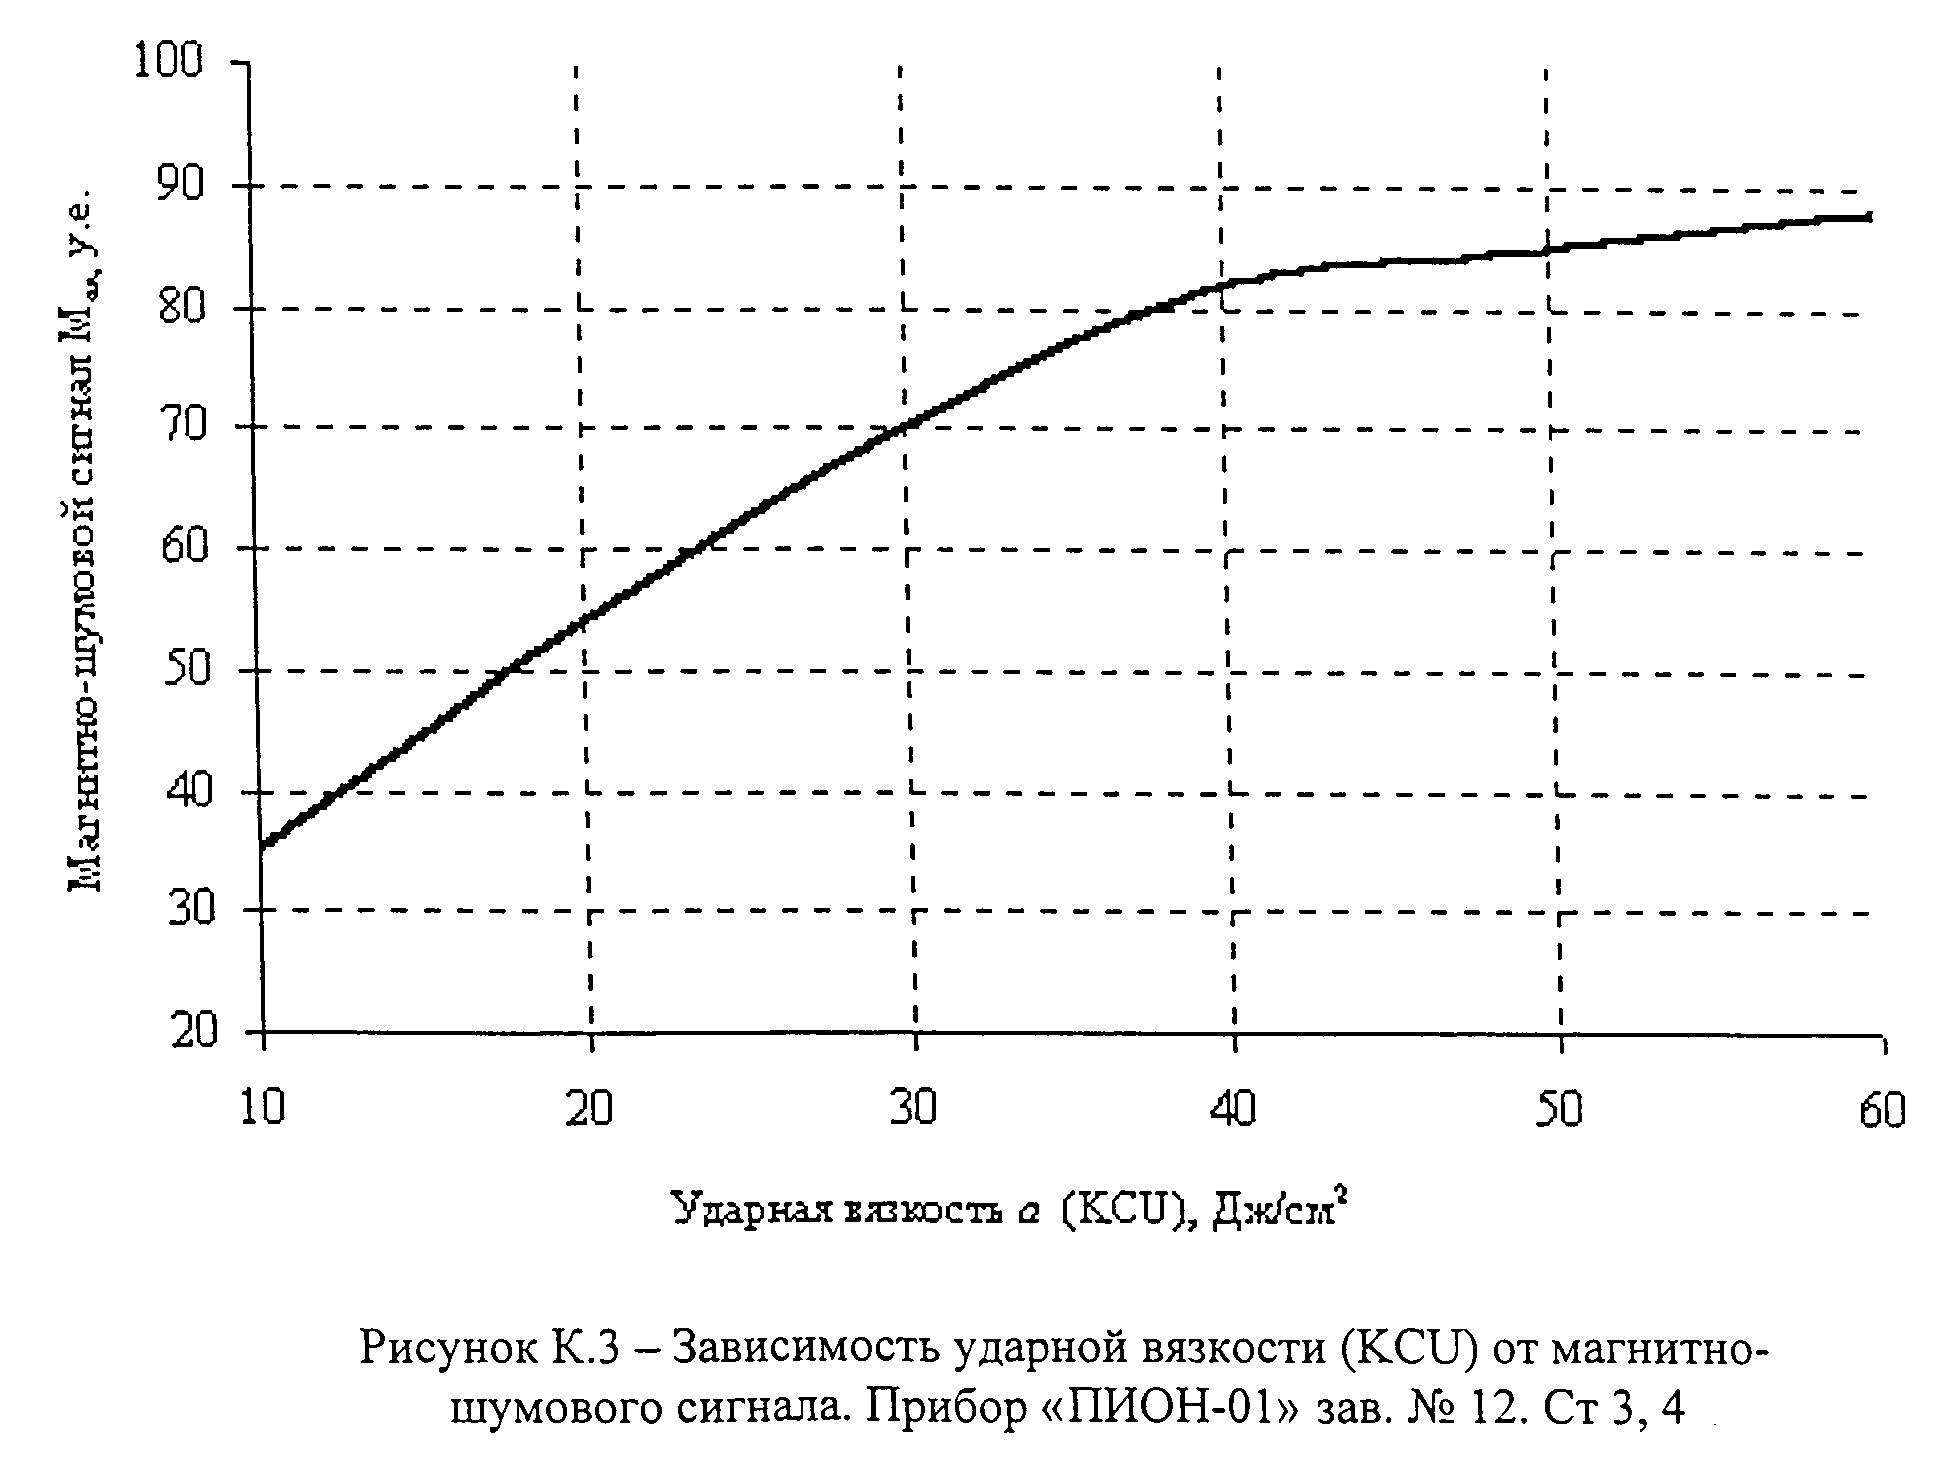 100
90
80
70
60
50
40
30
20
Магнитно-шумовой сигнал М, у.е.
10 20 30 40 50 60
Ударная вязкость a (KCU), Дж/см²
Рисунок К.3 – Зависимость ударной вязкости (KCU) от магнитно-
шумового сигнала. Прибор «ПИОН-01» зав. № 12. Ст 3, 4